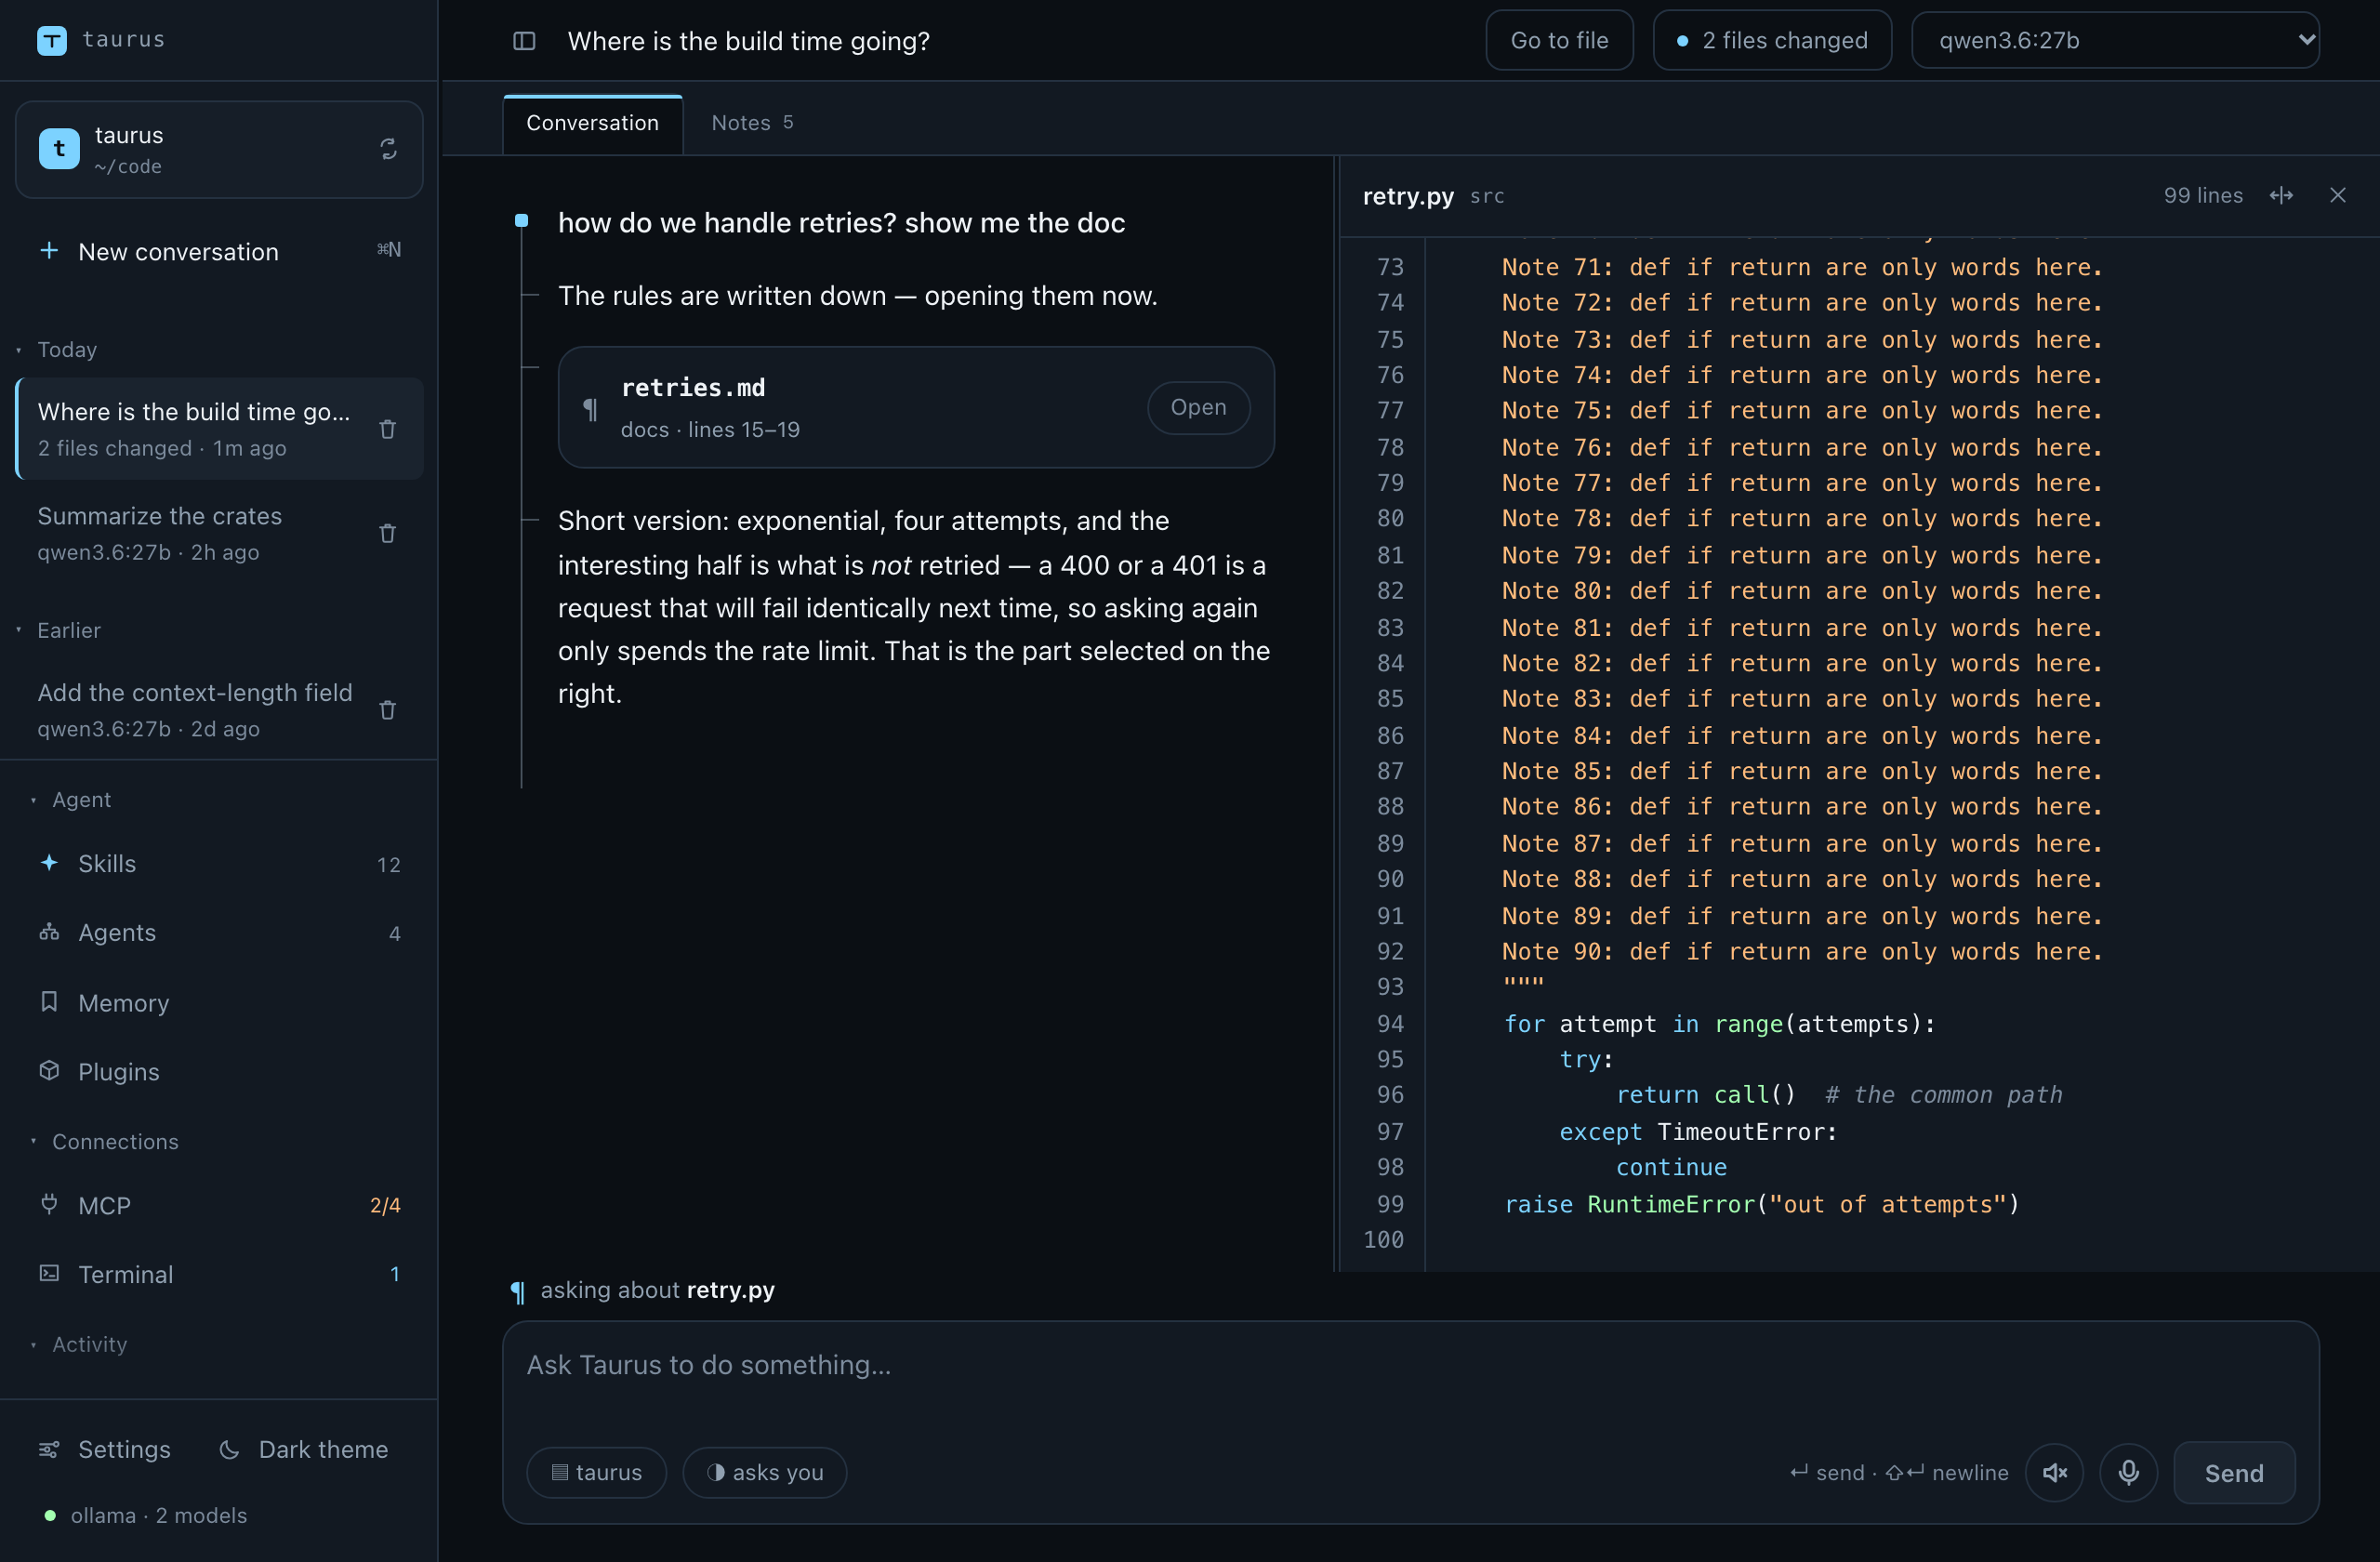 taurus
t
taurus
~/code
New conversation ⌘N
Today
Where is the build time go...
2 files changed · 1m ago
Summarize the crates
qwen3.6:27b · 2h ago
Earlier
Add the context-length field
qwen3.6:27b · 2d ago
Agent
Skills 12
Agents 4
Memory
Plugins
Connections
MCP 2/4
Terminal 1
Activity
Settings Dark theme
ollama · 2 models
Where is the build time going?
Go to file
2 files changed
qwen3.6:27b
Conversation
Notes 5
how do we handle retries? show me the doc
The rules are written down — opening them now.
¶ retries.md
docs · lines 15–19
Open
Short version: exponential, four attempts, and the
interesting half is what is not retried — a 400 or a 401 is a
request that will fail identically next time, so asking again
only spends the rate limit. That is the part selected on the
right.
retry.py src 99 lines
73 Note 71: def if return are only words here.
74 Note 72: def if return are only words here.
75 Note 73: def if return are only words here.
76 Note 74: def if return are only words here.
77 Note 75: def if return are only words here.
78 Note 76: def if return are only words here.
79 Note 77: def if return are only words here.
80 Note 78: def if return are only words here.
81 Note 79: def if return are only words here.
82 Note 80: def if return are only words here.
83 Note 81: def if return are only words here.
84 Note 82: def if return are only words here.
85 Note 83: def if return are only words here.
86 Note 84: def if return are only words here.
87 Note 85: def if return are only words here.
88 Note 86: def if return are only words here.
89 Note 87: def if return are only words here.
90 Note 88: def if return are only words here.
91 Note 89: def if return are only words here.
92 Note 90: def if return are only words here.
93 """
94 for attempt in range(attempts):
95 try:
96 return call()  # the common path
97 except TimeoutError:
98 continue
99 raise RuntimeError("out of attempts")
100
¶ asking about retry.py
Ask Taurus to do something...
taurus
asks you
↵ send · ⇧↵ newline
Send